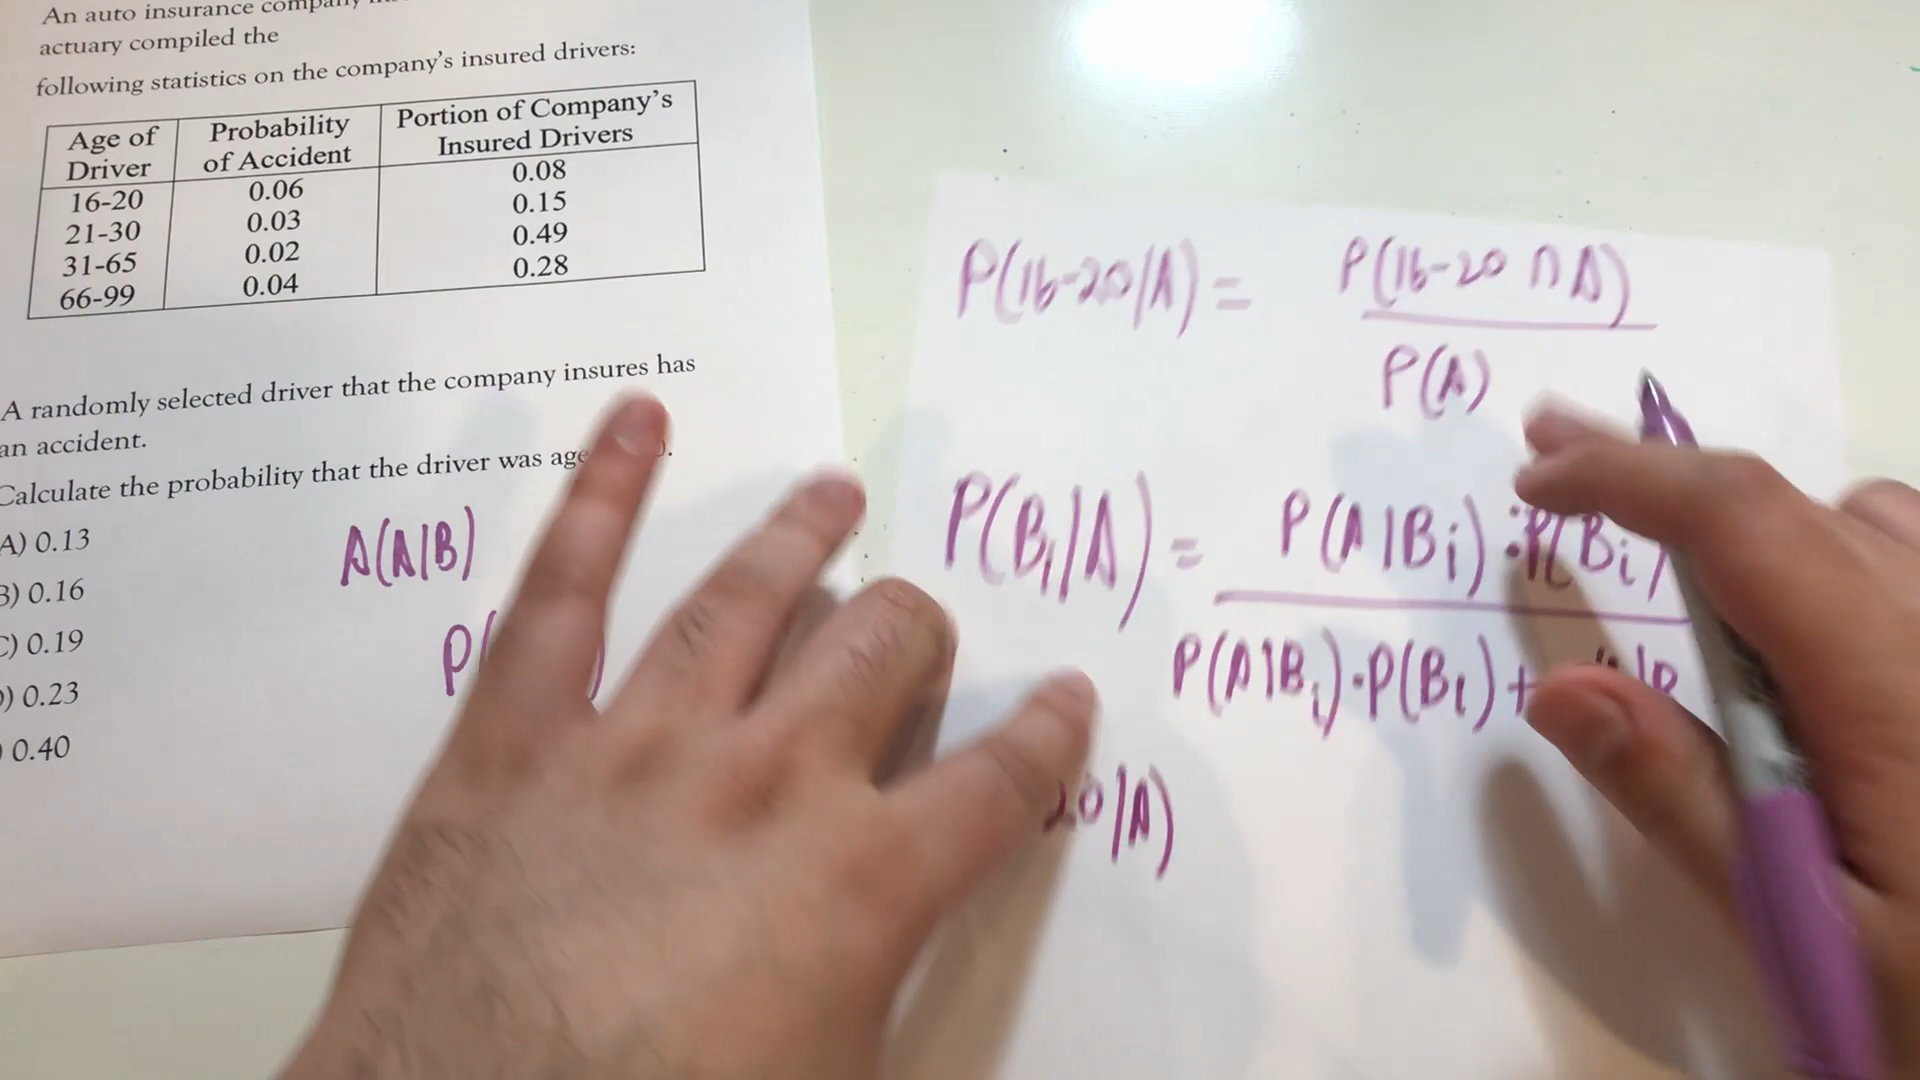 An auto insurance company
actuary compiled the
following statistics on the company's insured drivers:
Age of Driver Probability of Accident Portion of Company's Insured Drivers
16-20 0.06 0.08
21-30 0.03 0.15
31-65 0.02 0.49
66-99 0.04 0.28
A randomly selected driver that the company insures has
an accident.
Calculate the probability that the driver was age
A) 0.13
B) 0.16
C) 0.19
D) 0.23
0.40
A(A|B)
P(
P(16-20|A) = P(16-20 ∩ A)
P(A)
P(Bi|A) = P(A|Bi) · P(Bi)
P(A|Bi) · P(Bi) +
20|A)